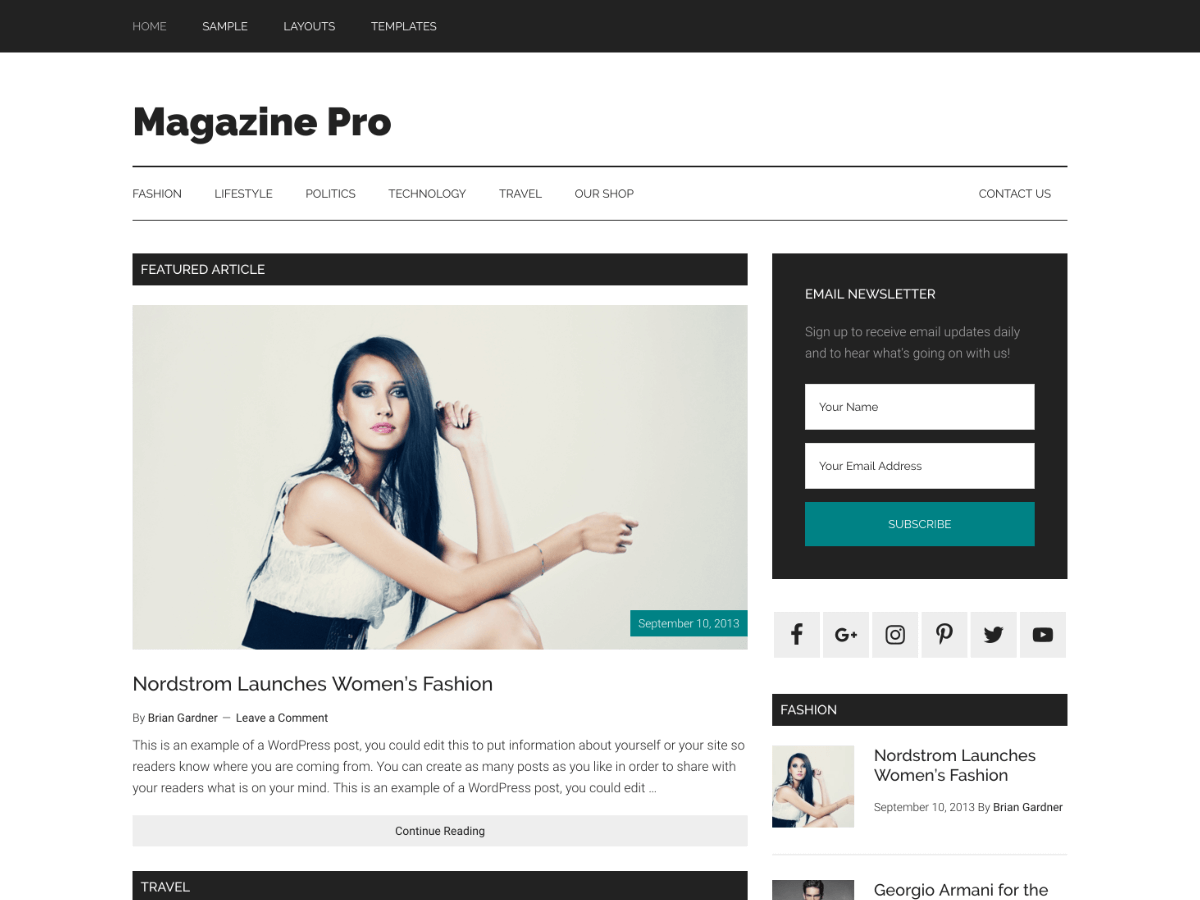 HOME SAMPLE LAYOUTS TEMPLATES
Magazine Pro
FASHION LIFESTYLE POLITICS TECHNOLOGY TRAVEL OUR SHOP CONTACT US
FEATURED ARTICLE
September 10, 2013
Nordstrom Launches Women's Fashion
By Brian Gardner — Leave a Comment
This is an example of a WordPress post, you could edit this to put information about yourself or your site so
readers know where you are coming from. You can create as many posts as you like in order to share with
your readers what is on your mind. This is an example of a WordPress post, you could edit ...
Continue Reading
TRAVEL
EMAIL NEWSLETTER
Sign up to receive email updates daily
and to hear what's going on with us!
Your Name
Your Email Address
SUBSCRIBE
G+
FASHION
Nordstrom Launches
Women's Fashion
September 10, 2013 By Brian Gardner
Georgio Armani for the